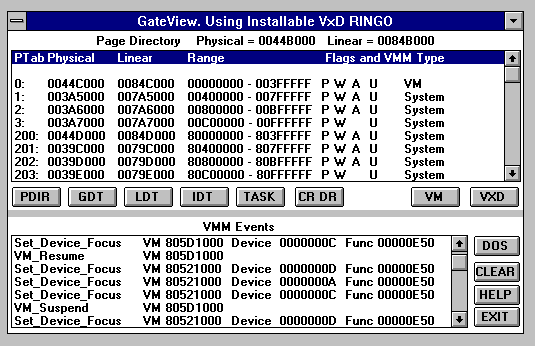 GateView. Using Installable VxD RINGO
Page Directory Physical = 0044B000 Linear = 0084B000
PTab Physical Linear Range Flags and VMM Type
0: 0044C000 0084C000 00000000 - 003FFFFF P W A U VM
1: 003A5000 007A5000 00400000 - 007FFFFF P W A U System
2: 003A6000 007A6000 00800000 - 00BFFFFF P W A U System
3: 003A7000 007A7000 00C00000 - 00FFFFFF P W U System
200: 0044D000 0084D000 80000000 - 803FFFFF P W A U System
201: 0039C000 0079C000 80400000 - 807FFFFF P W A U System
202: 0039D000 0079D000 80800000 - 80BFFFFF P W A U System
203: 0039E000 0079E000 80C00000 - 80FFFFFF P W A U System
PDIR GDT LDT IDT TASK CR DR VM VXD
VMM Events
Set_Device_Focus VM 805D1000 Device 0000000C Func 00000E50
VM_Resume VM 805D1000
Set_Device_Focus VM 80521000 Device 0000000D Func 00000E50
Set_Device_Focus VM 80521000 Device 0000000A Func 00000E50
Set_Device_Focus VM 80521000 Device 0000000C Func 00000E50
VM_Suspend VM 805D1000
Set_Device_Focus VM 80521000 Device 0000000D Func 00000E50
DOS
CLEAR
HELP
EXIT